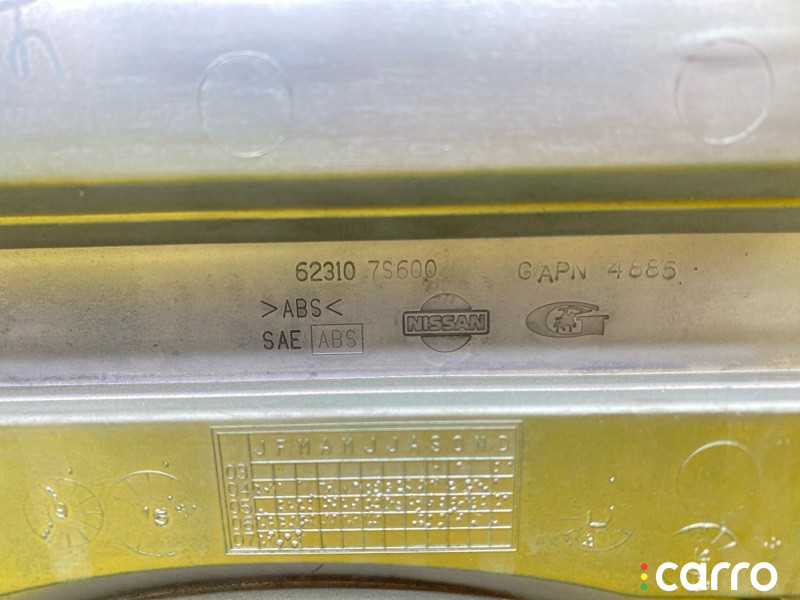 62310 7S600
GAPN 4885
>ABS<
SAE ABS
NISSAN
G
J F M A M J J A S O N D
03
04
05
06
07
carro